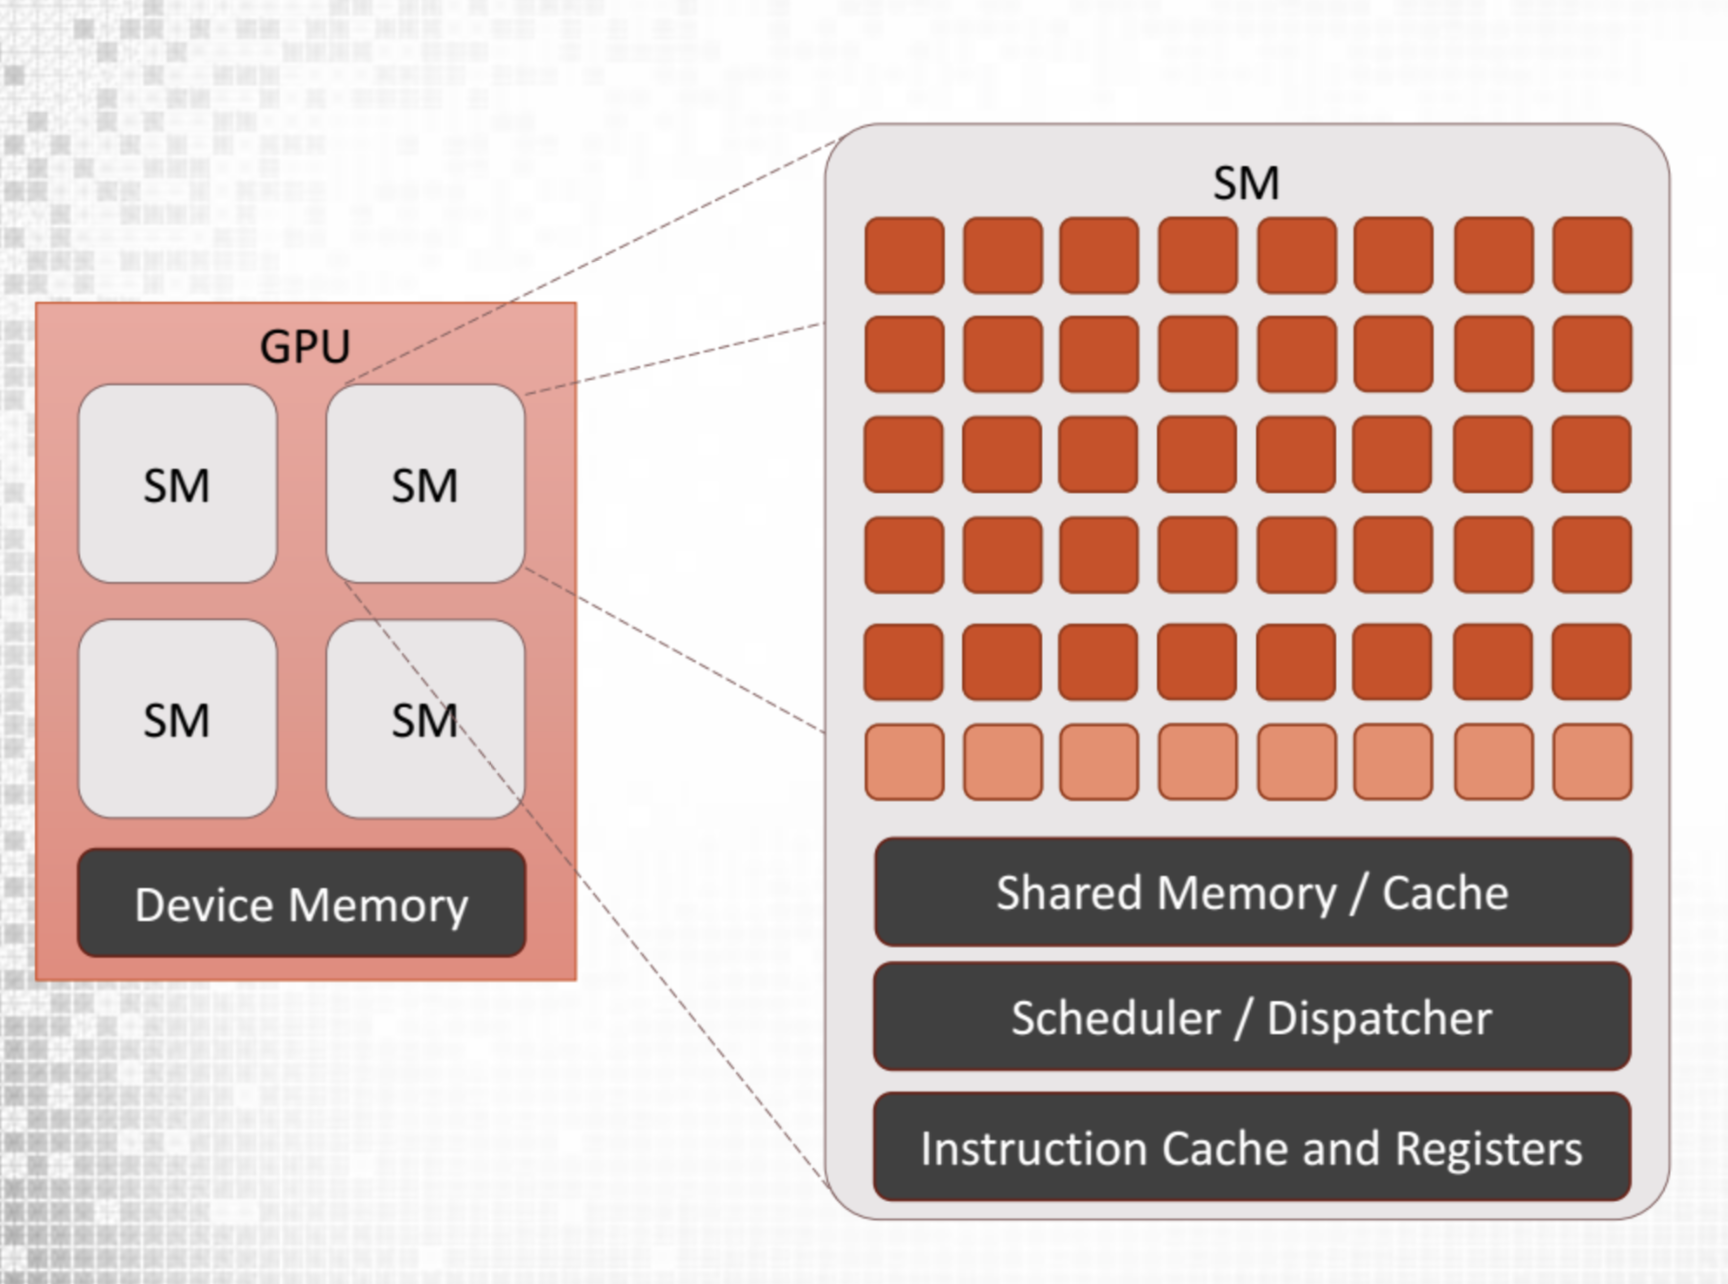 GPU
SM
SM
SM
SM
Device Memory
SM
Shared Memory / Cache
Scheduler / Dispatcher
Instruction Cache and Registers